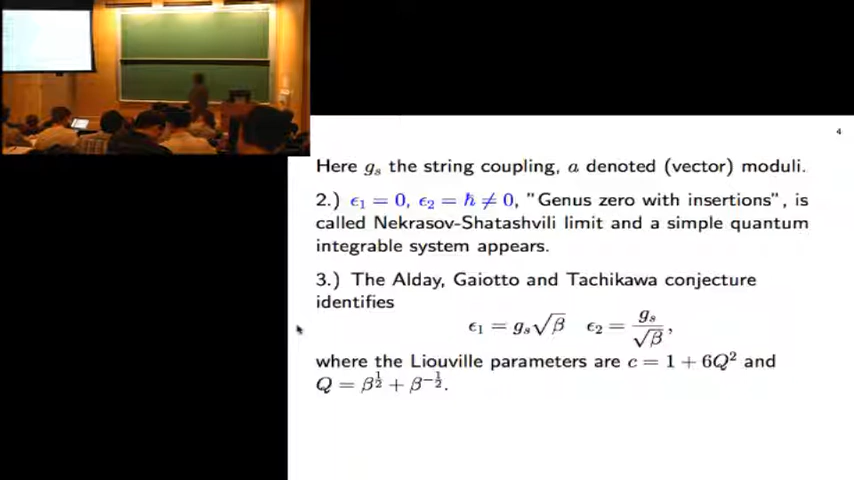 4
Here g_s the string coupling, a denoted (vector) moduli.
2.) ϵ₁ = 0, ϵ₂ = ℏ ≠ 0, "Genus zero with insertions", is
called Nekrasov-Shatashvili limit and a simple quantum
integrable system appears.
3.) The Alday, Gaiotto and Tachikawa conjecture
identifies
ϵ₁ = g_s√β ϵ₂ = g_s/√β,
where the Liouville parameters are c = 1 + 6Q² and
Q = β^{1/2} + β^{-1/2}.